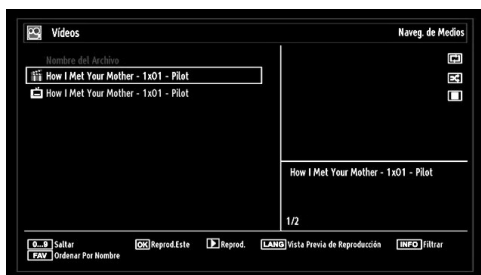 Vídeos
Naveg. de Medios
Nombre del Archivo
How I Met Your Mother - 1x01 - Pilot
How I Met Your Mother - 1x01 - Pilot
How I Met Your Mother - 1x01 - Pilot
1/2
0...9 Saltar OK Reprod.Este Reprod. LANG Vista Previa de Reproducción INFO Filtrar
FAV Ordenar Por Nombre